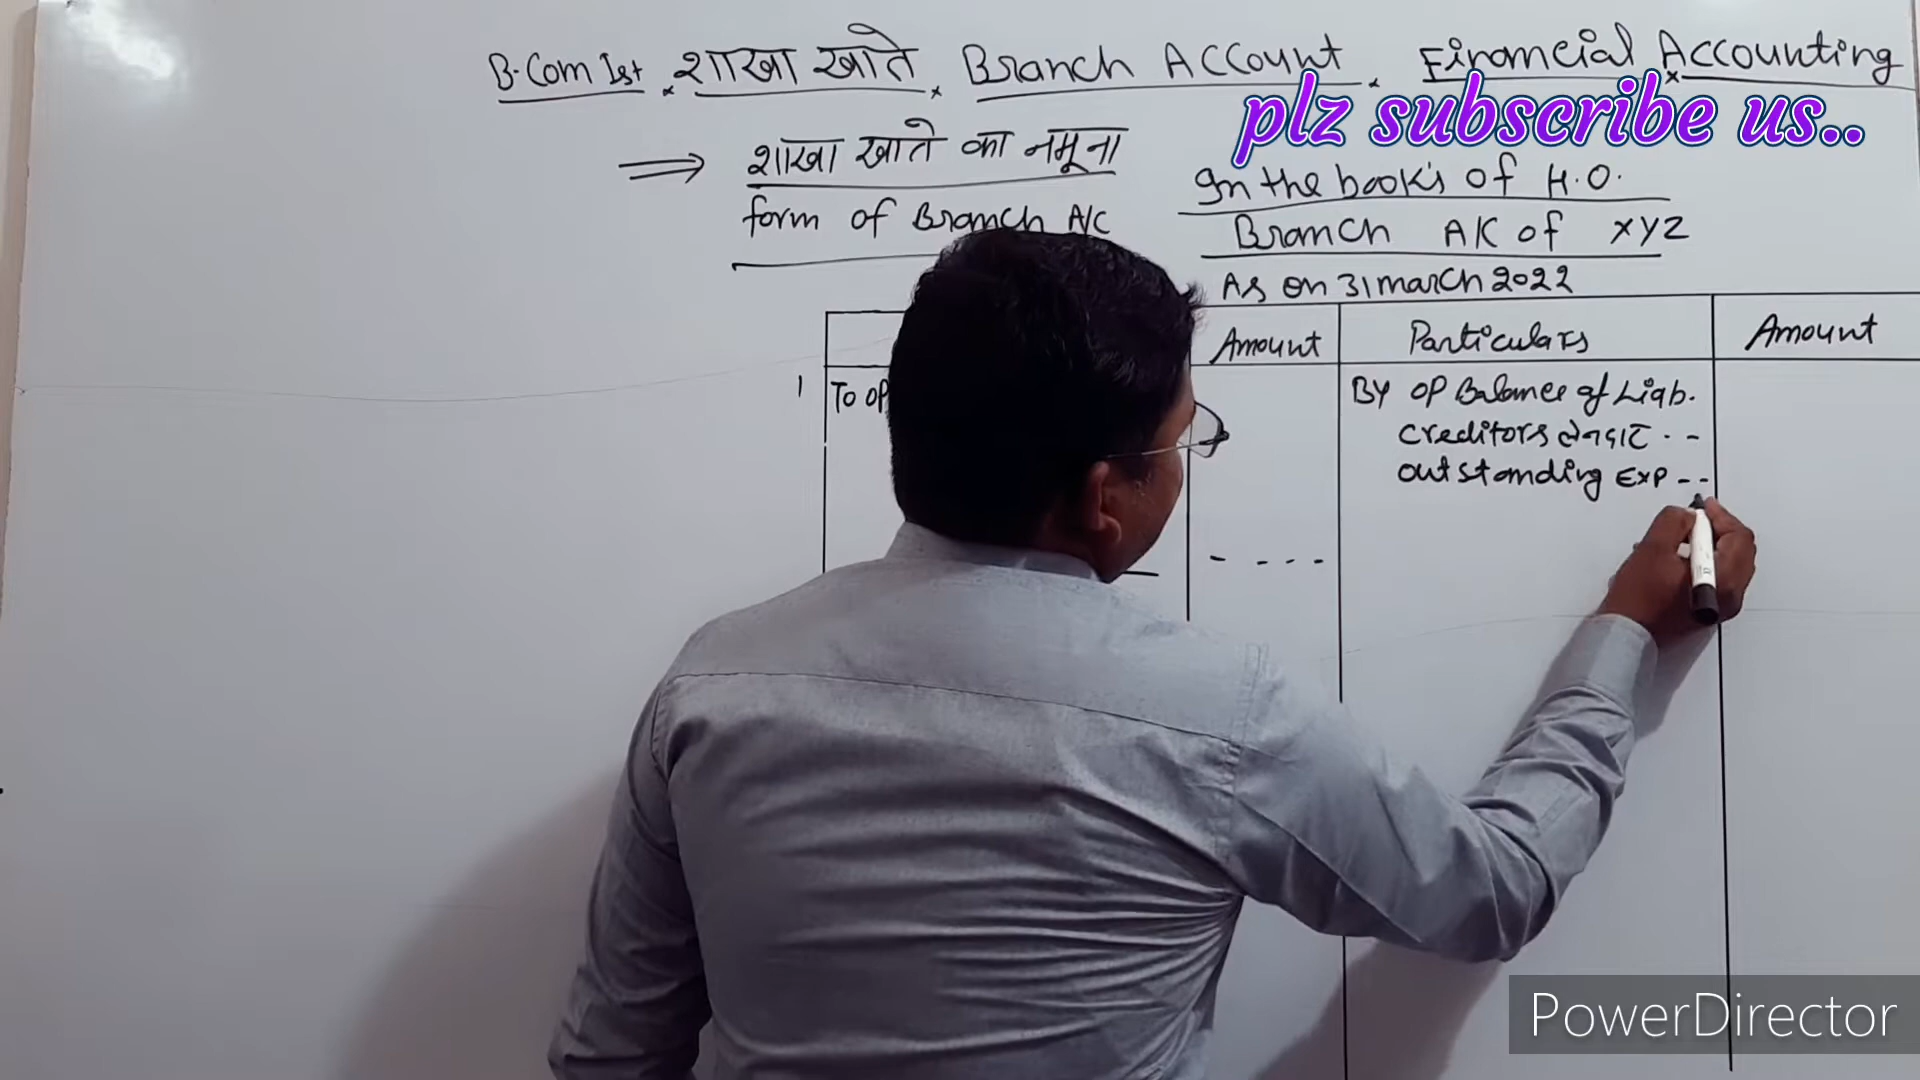 B.Com Ist × शाखा खाते × Branch Account × Financial Accounting
plz subscribe us..
⇒ शाखा खाते का नमूना
form of Branch A/C
In the book's of H.O.
Branch A/C of XYZ
As on 31 march 2022
Amount Particulars Amount
1 To OP
By OP Balance of Liab.
Creditors लेनदार . - -
outstanding Exp - -
- - - -
PowerDirector